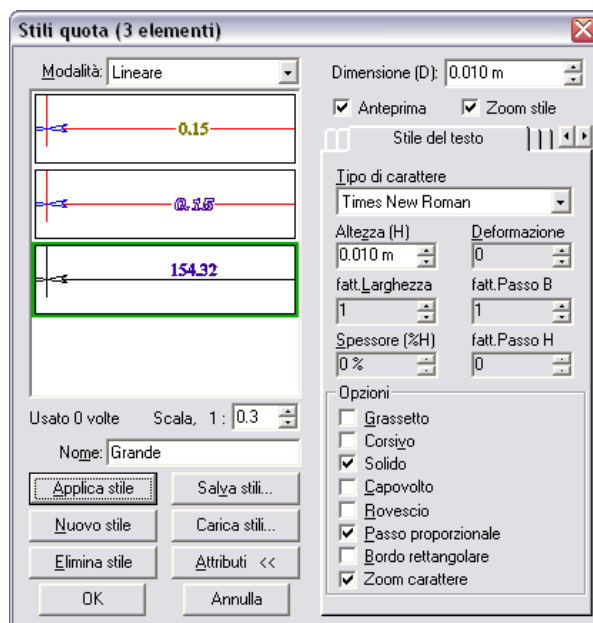 Stili quota (3 elementi)
Modalità: Lineare
0.15
0.15
154.32
Usato 0 volte Scala, 1 : 0.3
Nome: Grande
Applica stile Salva stili...
Nuovo stile Carica stili...
Elimina stile Attributi <<
OK Annulla
Dimensione (D): 0.010 m
Anteprima Zoom stile
Stile del testo
Tipo di carattere
Times New Roman
Altezza (H) Deformazione
0.010 m 0
fatt.Larghezza fatt.Passo B
1 1
Spessore (%H) fatt.Passo H
0 % 0
Opzioni
Grassetto
Corsivo
Solido
Capovolto
Rovescio
Passo proporzionale
Bordo rettangolare
Zoom carattere